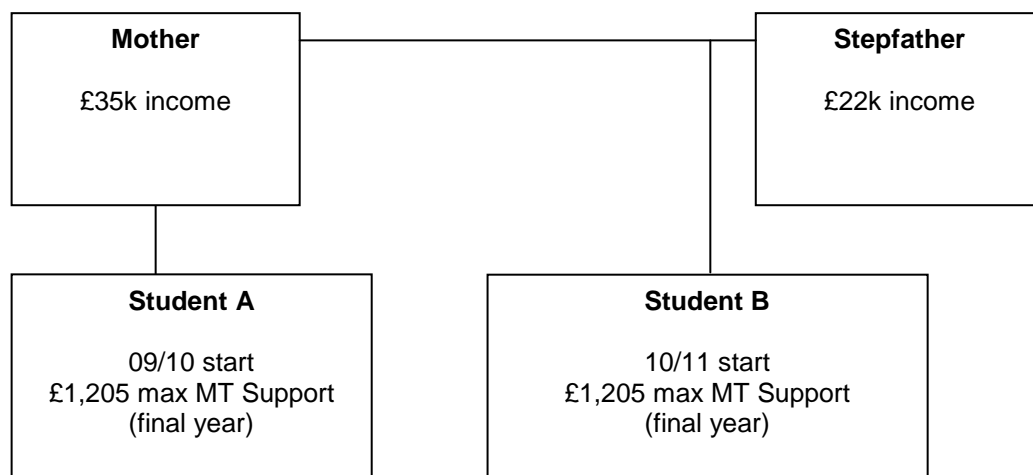 Mother
£35k income
Stepfather
£22k income
Student A
09/10 start
£1,205 max MT Support
(final year)
Student B
10/11 start
£1,205 max MT Support
(final year)